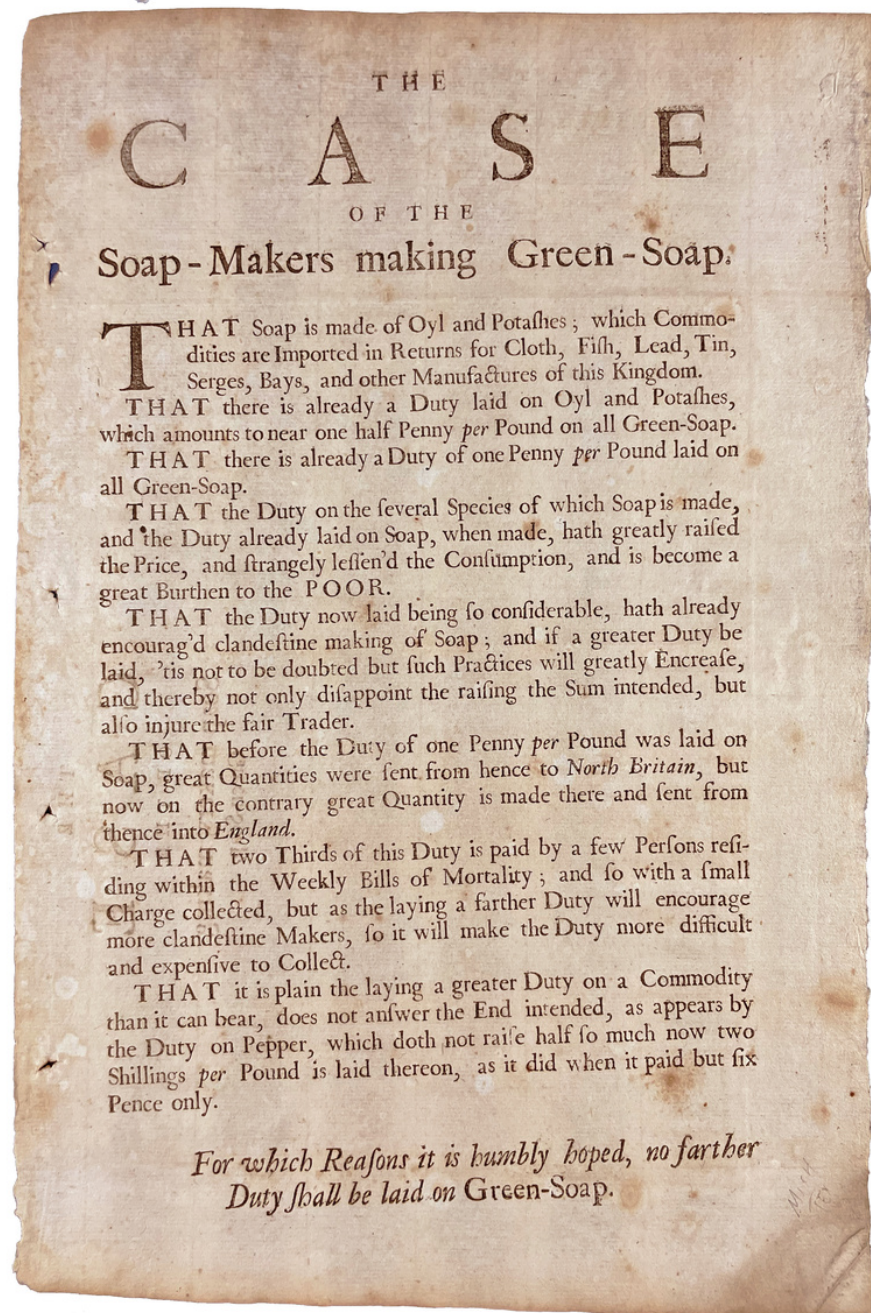 THE
CASE
OF THE
Soap-Makers making Green-Soap.
THAT Soap is made of Oyl and Potaſhes; which Commo-
dities are Imported in Returns for Cloth, Fiſh, Lead, Tin,
Serges, Bays, and other Manufactures of this Kingdom.
THAT there is already a Duty laid on Oyl and Potaſhes,
which amounts to near one half Penny per Pound on all Green-Soap.
THAT there is already a Duty of one Penny per Pound laid on
all Green-Soap.
THAT the Duty on the ſeveral Species of which Soap is made,
and the Duty already laid on Soap, when made, hath greatly raiſed
the Price, and ſtrangely leſſen'd the Conſumption, and is become a
great Burthen to the POOR.
THAT the Duty now laid being ſo conſiderable, hath already
encourag'd clandeſtine making of Soap; and if a greater Duty be
laid, 'tis not to be doubted but ſuch Practices will greatly Encreaſe,
and thereby not only diſappoint the raiſing the Sum intended, but
alſo injure the fair Trader.
THAT before the Duty of one Penny per Pound was laid on
Soap, great Quantities were ſent from hence to North Britain, but
now on the contrary great Quantity is made there and ſent from
thence into England.
THAT two Thirds of this Duty is paid by a few Perſons reſi-
ding within the Weekly Bills of Mortality; and ſo with a ſmall
Charge collected, but as the laying a farther Duty will encourage
more clandeſtine Makers, ſo it will make the Duty more difficult
and expenſive to Collect.
THAT it is plain the laying a greater Duty on a Commodity
than it can bear, does not anſwer the End intended, as appears by
the Duty on Pepper, which doth not raiſe half ſo much now two
Shillings per Pound is laid thereon, as it did when it paid but ſix
Pence only.
For which Reaſons it is humbly hoped, no farther
Duty ſhall be laid on Green-Soap.